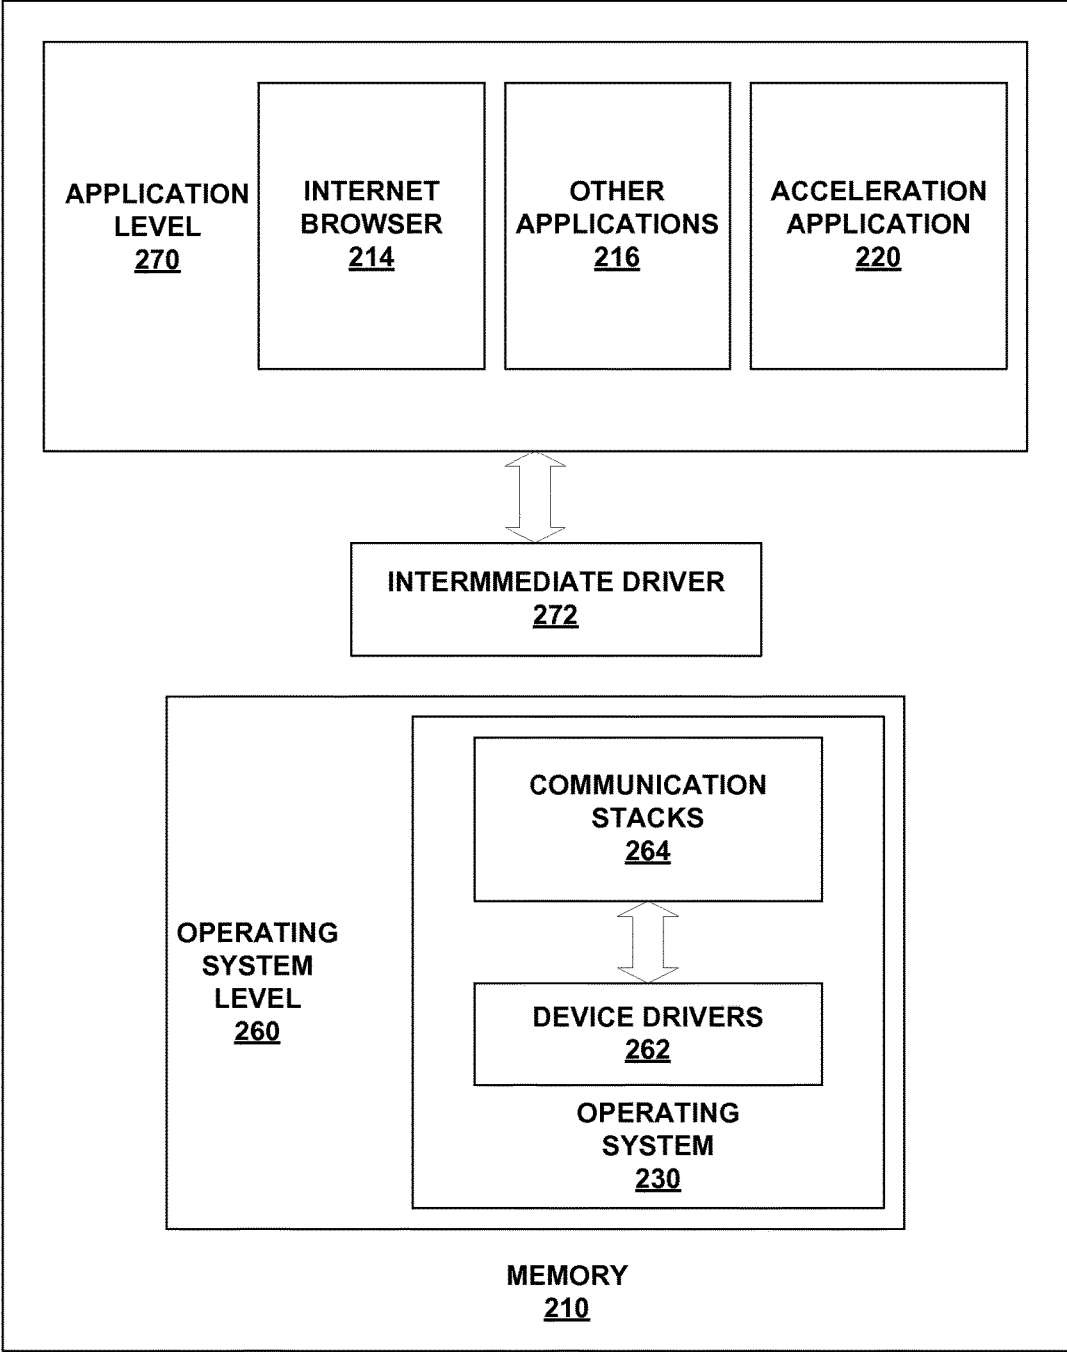 APPLICATION
LEVEL
270
INTERNET
BROWSER
214
OTHER
APPLICATIONS
216
ACCELERATION
APPLICATION
220
INTERMMEDIATE DRIVER
272
OPERATING
SYSTEM
LEVEL
260
COMMUNICATION
STACKS
264
DEVICE DRIVERS
262
OPERATING
SYSTEM
230
MEMORY
210